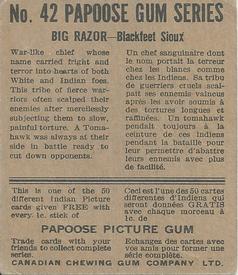 No. 42 PAPOOSE GUM SERIES
BIG RAZOR—Blackfeet Sioux
War-like chief whose
name carried fright and
terror into hearts of both
White and Indian foes.
This tribe of fierce war-
riors often scalped their
enemies after mercilessly
subjecting them to slow,
painful torture. A Toma-
hawk was always at their
side in battle ready to
cut down opponents.
Un chef sanguinaire dont
le nom portait la terreur
chez les blancs comme
chez les Indiens. Sa tribu
de guerriers cruels scal-
pait ses ennemis vaincus
après les avoir soumis à
des tortures longues et
raffinées. Un tomahawk
pendait toujours à la
ceinture de ces indiens
pendant la bataille pour
leur permettre d'abattre
leurs ennemis avec plus
de facilité.
This is one of the 50
different Indian Picture
cards given FREE with
every 1c. stick of
Ceci est l'une des 50 cartes
différentes d'Indiens qui
seront données GRATIS
avec chaque morceau à
1c. de
PAPOOSE PICTURE GUM
Trade cards with your
friends to collect complete
series.
Echangez des cartes avec
vos amis pour former une
série complète.
CANADIAN CHEWING GUM COMPANY LTD.